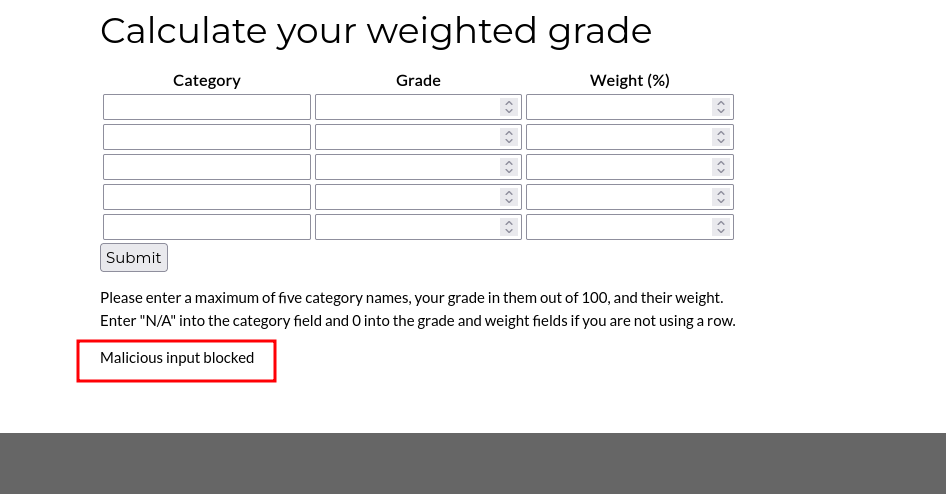 Calculate your weighted grade
Category Grade Weight (%)
Submit
Please enter a maximum of five category names, your grade in them out of 100, and their weight.
Enter "N/A" into the category field and 0 into the grade and weight fields if you are not using a row.
Malicious input blocked